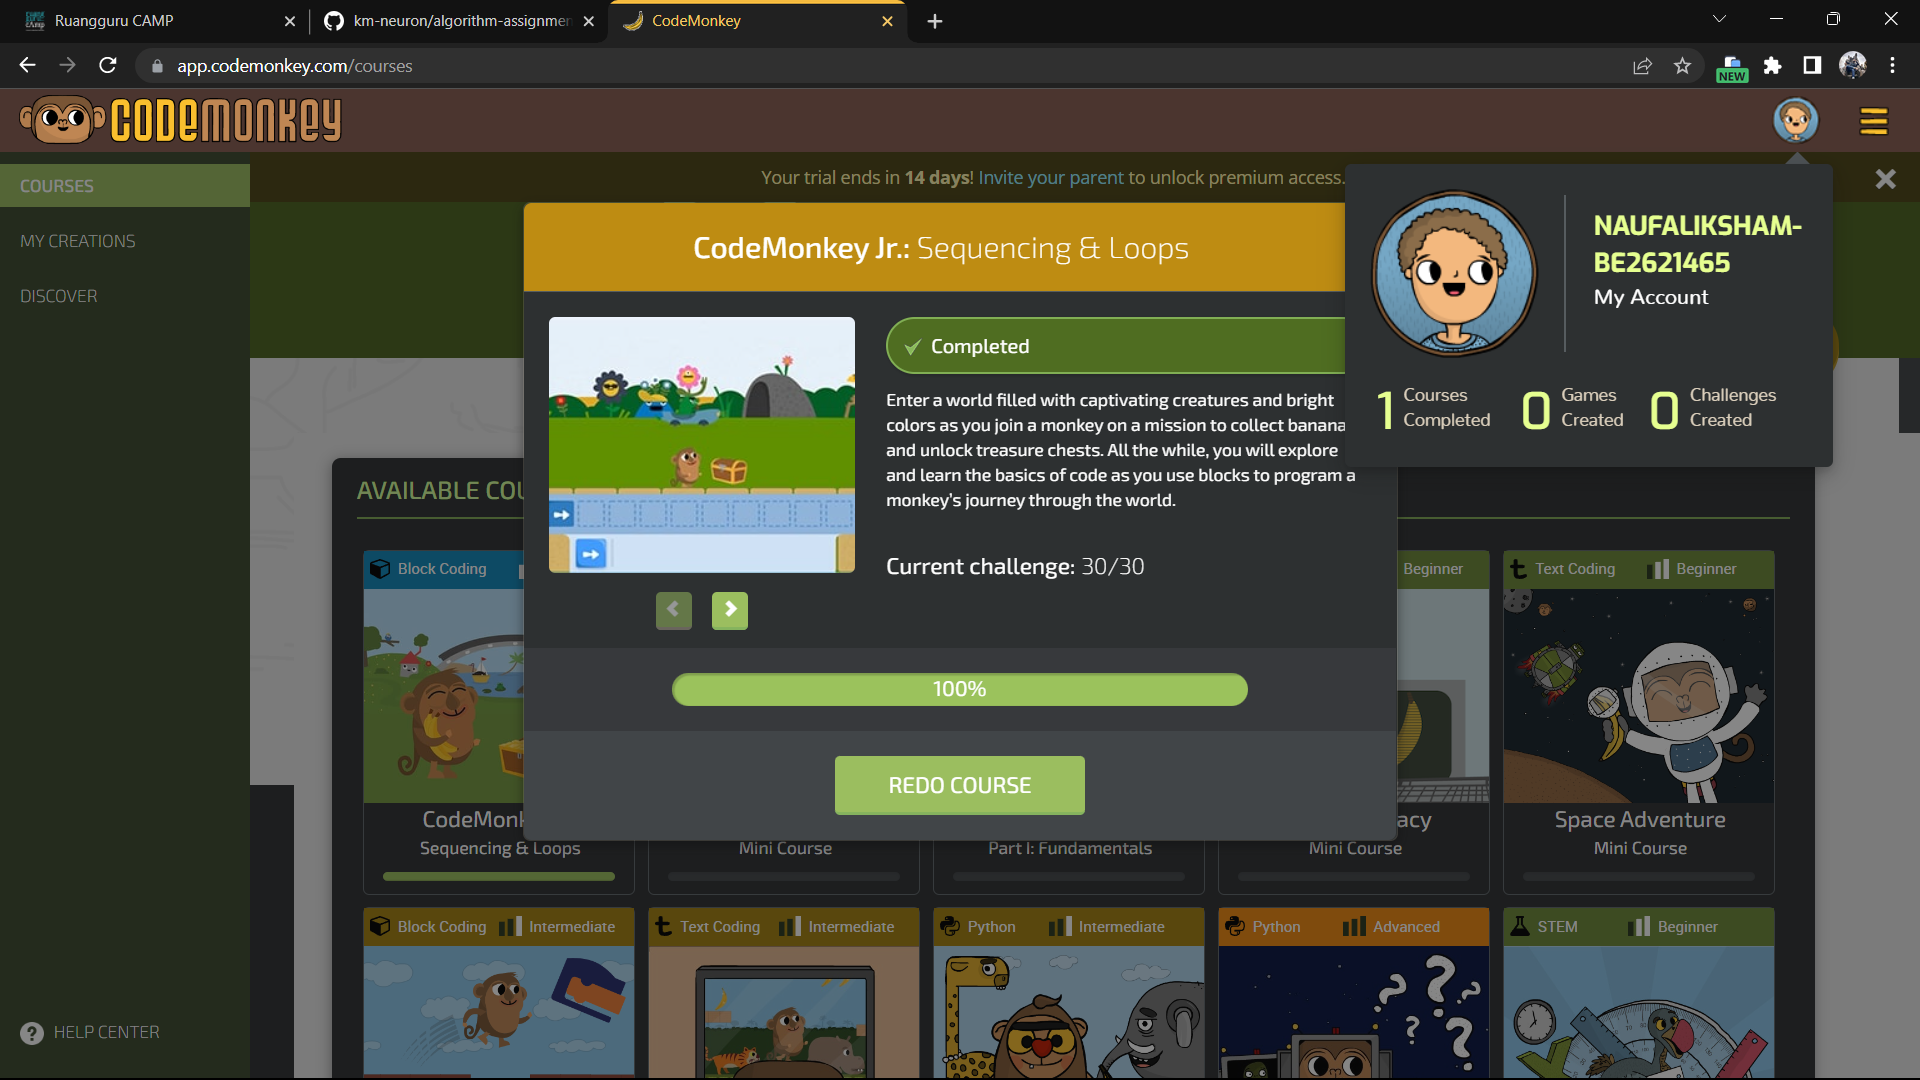 Ruangguru CAMP
km-neuron/algorithm-assignmen
CodeMonkey
app.codemonkey.com/courses
NEW
CODEMONKEY
COURSES
MY CREATIONS
DISCOVER
HELP CENTER
Your trial ends in 14 days! Invite your parent to unlock premium access.
NAUFALIKSHAM-
BE2621465
My Account
1 Courses Completed
0 Games Created
0 Challenges Created
CodeMonkey Jr.: Sequencing & Loops
Completed
Enter a world filled with captivating creatures and bright
colors as you join a monkey on a mission to collect banana
and unlock treasure chests. All the while, you will explore
and learn the basics of code as you use blocks to program a
monkey's journey through the world.
Current challenge: 30/30
100%
REDO COURSE
AVAILABLE COU
Block Coding
Beginner
Text Coding Beginner
CodeMonk
Sequencing & Loops
Mini Course
Part I: Fundamentals
acy
Mini Course
Space Adventure
Mini Course
Block Coding Intermediate
Text Coding Intermediate
Python Intermediate
Python Advanced
STEM Beginner